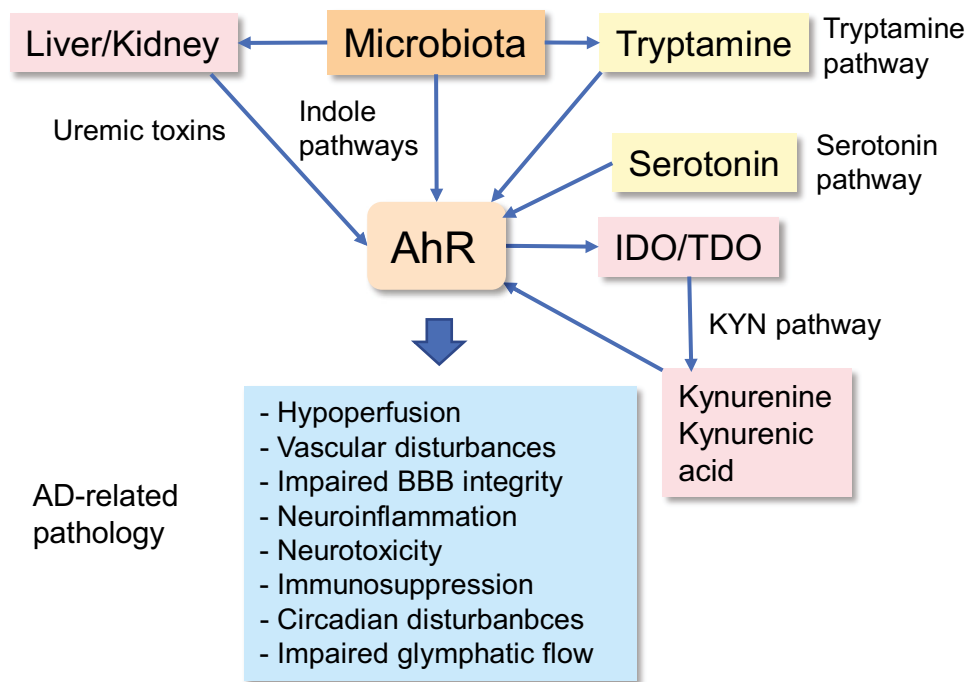 Liver/Kidney
Microbiota
Tryptamine
Tryptamine
pathway
Uremic toxins
Indole
pathways
Serotonin
Serotonin
pathway
AhR
IDO/TDO
KYN pathway
Kynurenine
Kynurenic
acid
AD-related
pathology
- Hypoperfusion
- Vascular disturbances
- Impaired BBB integrity
- Neuroinflammation
- Neurotoxicity
- Immunosuppression
- Circadian disturbanbces
- Impaired glymphatic flow